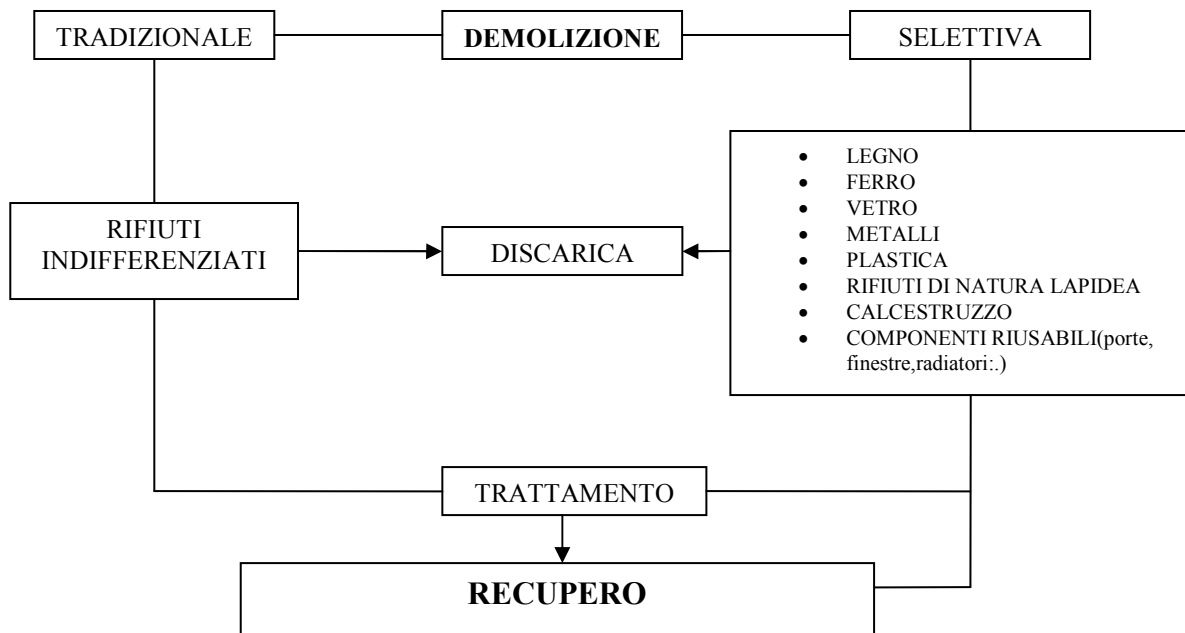 TRADIZIONALE
DEMOLIZIONE
SELETTIVA
• LEGNO
• FERRO
• VETRO
• METALLI
• PLASTICA
• RIFIUTI DI NATURA LAPIDEA
• CALCESTRUZZO
• COMPONENTI RIUSABILI(porte,
finestre,radiatori:.)
RIFIUTI
INDIFFERENZIATI
DISCARICA
TRATTAMENTO
RECUPERO